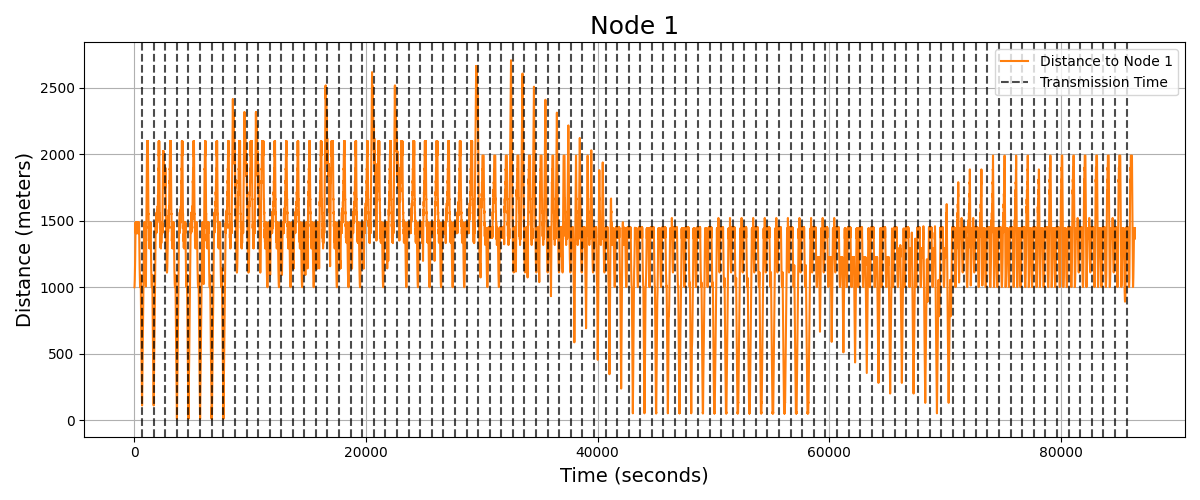 Node 1
Distance to Node 1
Transmission Time
Distance (meters)
2500
2000
1500
1000
500
0
0 20000 40000 60000 80000
Time (seconds)